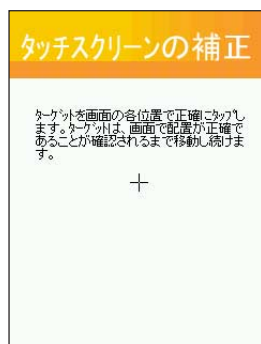 タッチスクリーンの補正
ターゲットを画面の各位置で正確にタップし
ます。ターゲットは、画面で配置が正確で
あることが確認されるまで移動し続けま
す。